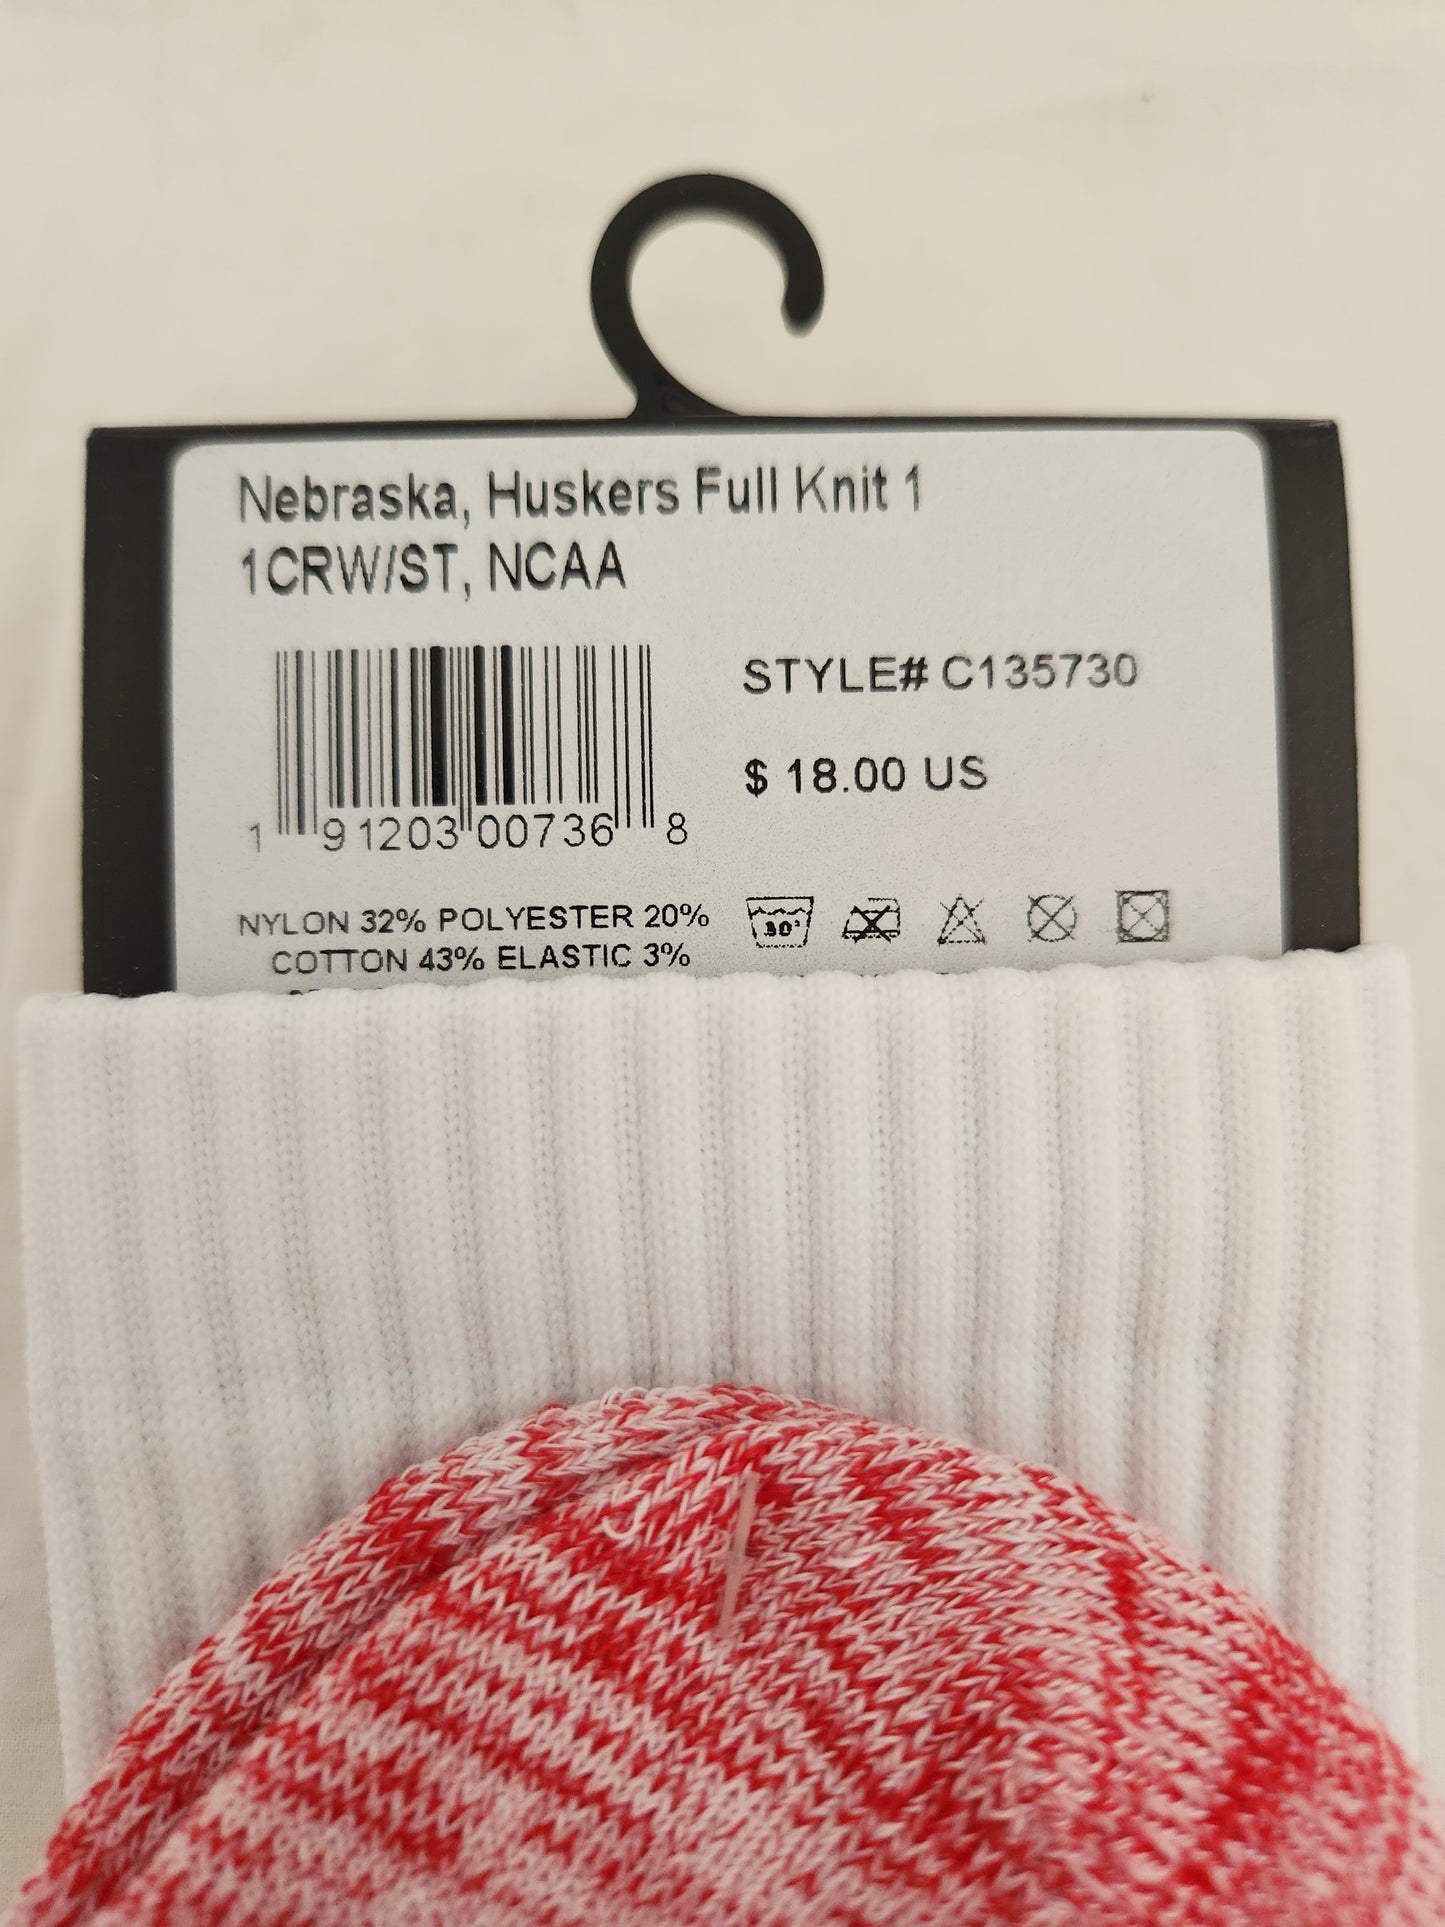 Nebraska, Huskers Full Knit 1
1CRW/ST, NCAA
STYLE# C135730
$ 18.00 US
1 91203 00736 8
NYLON 32% POLYESTER 20%
COTTON 43% ELASTIC 3%
30°